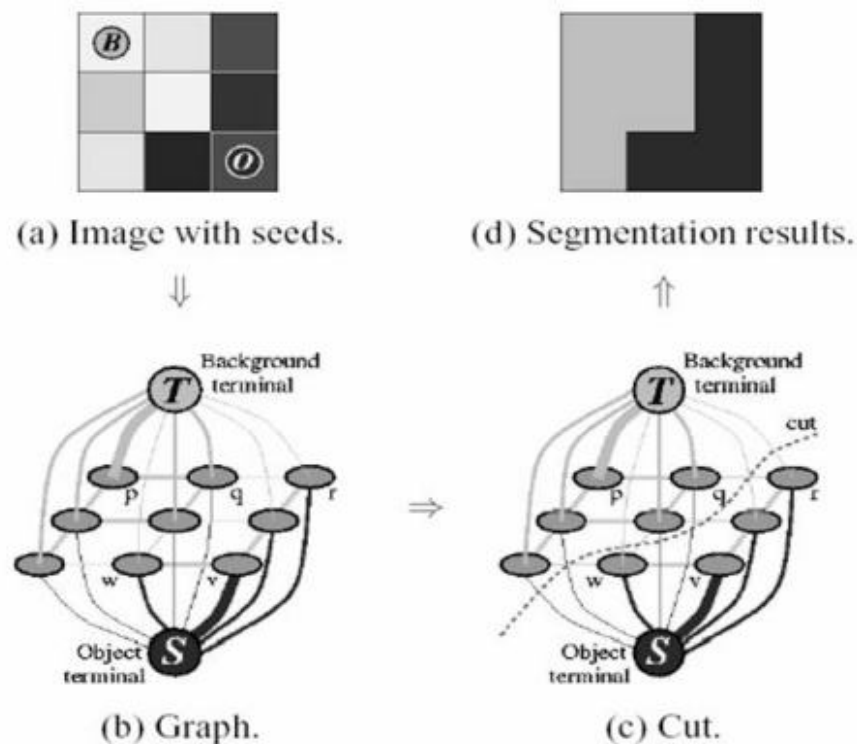 B
O
(a) Image with seeds.
(d) Segmentation results.
Background
terminal
T
p
q
r
w
v
Object
terminal
S
(b) Graph.
Background
terminal
T
cut
p
q
r
w
v
Object
terminal
S
(c) Cut.